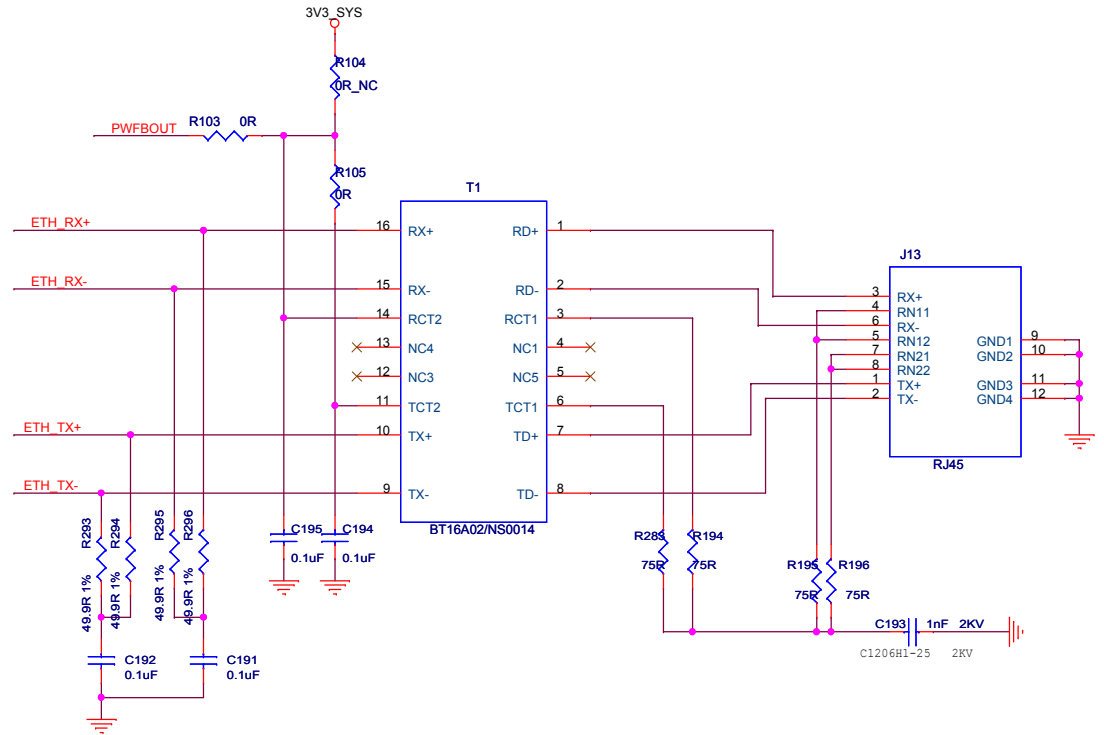 3V3_SYS
R104
0R_NC
PWFBOUT
R103 0R
R105
0R
T1
ETH_RX+
16 RX+ RD+ 1
ETH_RX-
15 RX- RD- 2
14 RCT2 RCT1 3
13 NC4 NC1 4
12 NC3 NC5 5
11 TCT2 TCT1 6
ETH_TX+
10 TX+ TD+ 7
ETH_TX-
9 TX- TD- 8
BT16A02/NS0014
J13
3 RX+
4 RN11
6 RX-
5 RN12 GND1 9
7 RN21 GND2 10
8 RN22
1 TX+ GND3 11
2 TX- GND4 12
RJ45
R293
49.9R 1%
R294
49.9R 1%
R295
49.9R 1%
R296
49.9R 1%
C195
0.1uF
C194
0.1uF
R283
75R
R194
R195
75R
R196
75R
C193 1nF 2KV
C1206H1-25 2KV
C192
0.1uF
C191
0.1uF